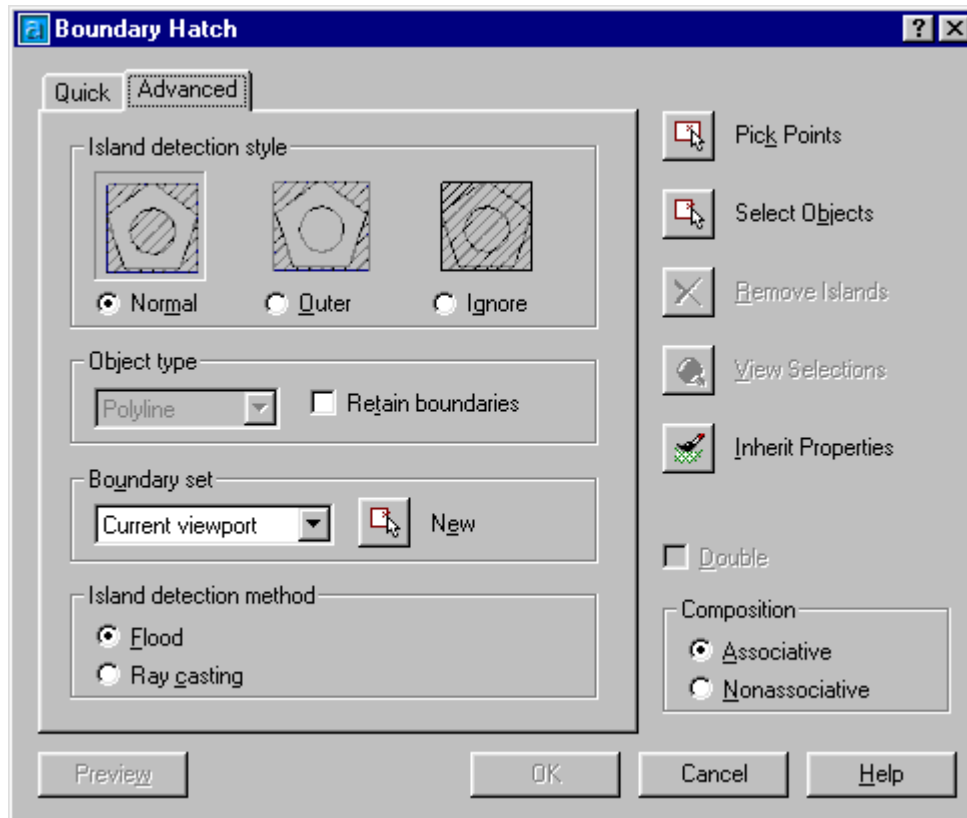 Boundary Hatch
Quick
Advanced
Island detection style
Normal
Outer
Ignore
Object type
Polyline
Retain boundaries
Boundary set
Current viewport
New
Island detection method
Flood
Ray casting
Pick Points
Select Objects
Remove Islands
View Selections
Inherit Properties
Double
Composition
Associative
Nonassociative
Preview
OK
Cancel
Help